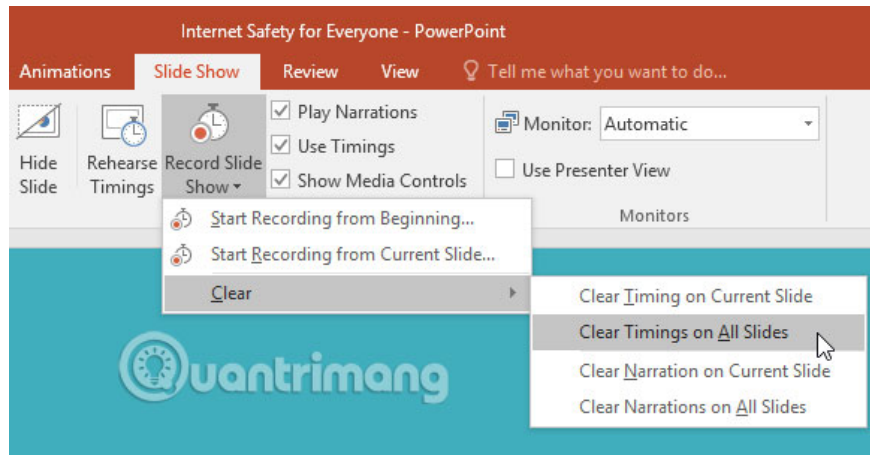 Internet Safety for Everyone - PowerPoint
Animations Slide Show Review View Tell me what you want to do...
Hide Slide
Rehearse Timings
Record Slide Show
Play Narrations
Use Timings
Show Media Controls
Monitor: Automatic
Use Presenter View
Monitors
Start Recording from Beginning...
Start Recording from Current Slide...
Clear
Clear Timing on Current Slide
Clear Timings on All Slides
Clear Narration on Current Slide
Clear Narrations on All Slides
Quantrimang